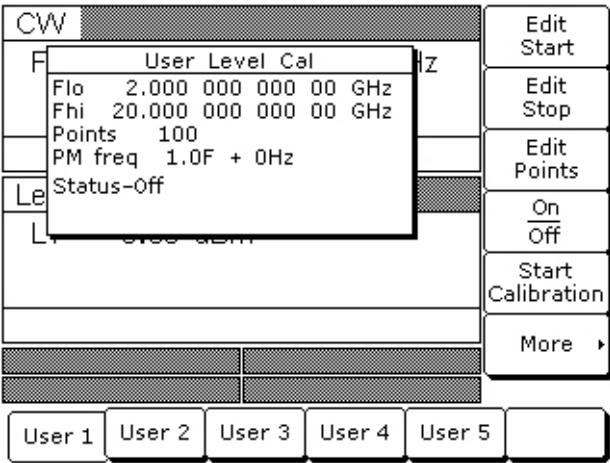 CW
User Level Cal
Flo 2.000 000 000 00 GHz
Fhi 20.000 000 000 00 GHz
Points 100
PM freq 1.0F + 0Hz
Status-Off
Edit
Start
Edit
Stop
Edit
Points
On
Off
Start
Calibration
More
User 1
User 2
User 3
User 4
User 5